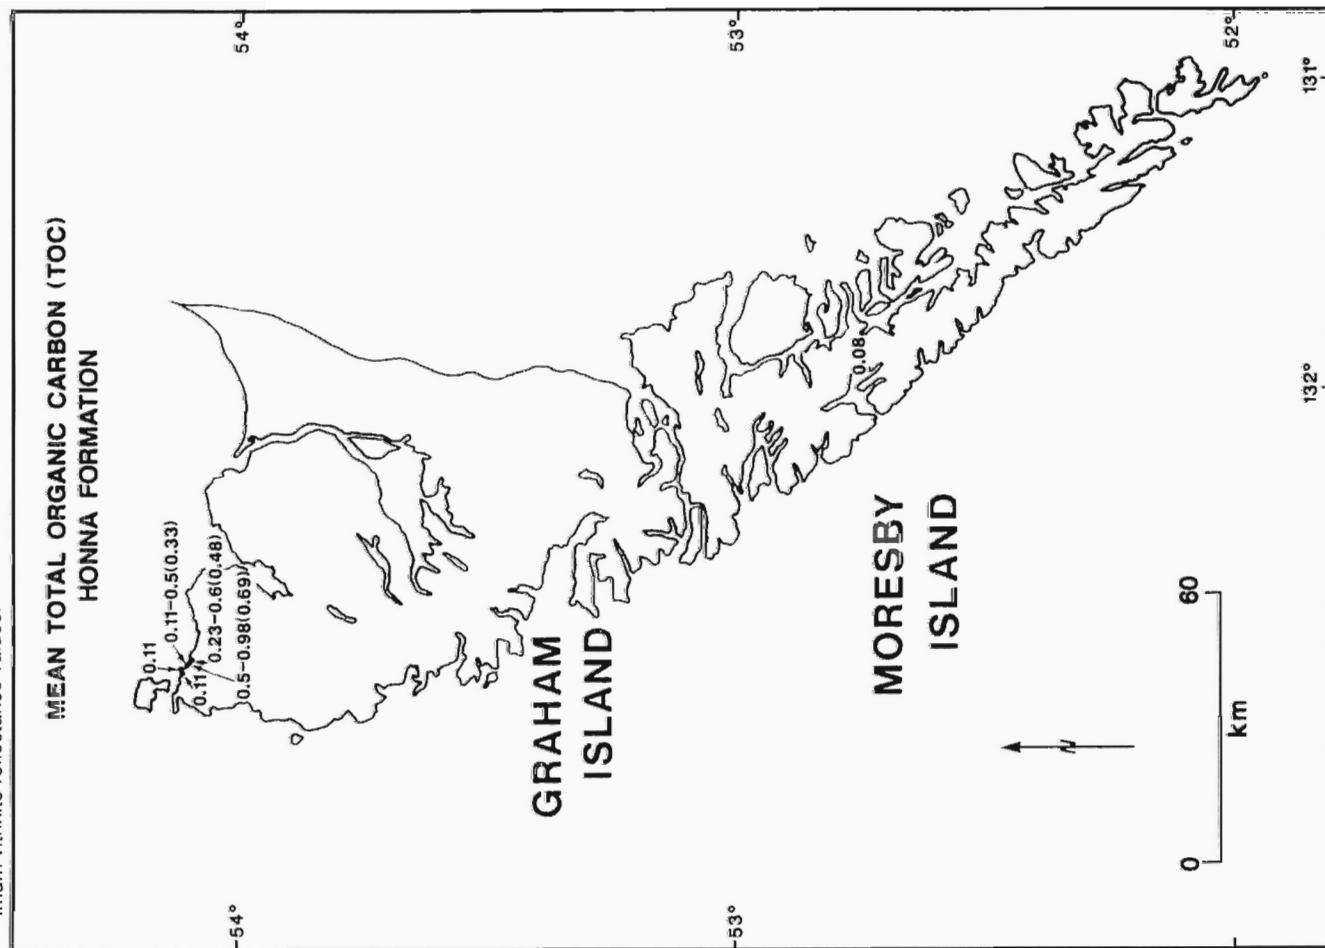 MEAN TOTAL ORGANIC CARBON (TOC)
HONNA FORMATION
54°
54°
0.11
0.11-0.5(0.33)
0.11
0.23-0.6(0.48)
0.5-0.98(0.69)
GRAHAM
ISLAND
53°
53°
0.08
MORESBY
ISLAND
N
0
60
km
52°
132°
131°